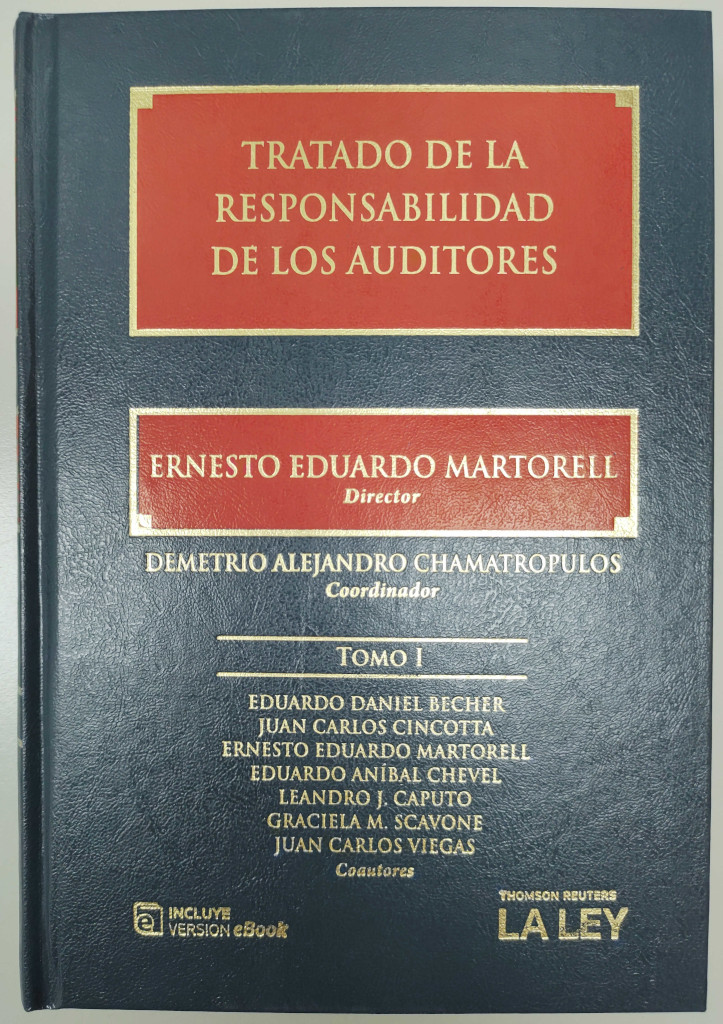 TRATADO DE LA
RESPONSABILIDAD
DE LOS AUDITORES
ERNESTO EDUARDO MARTORELL
Director
DEMETRIO ALEJANDRO CHAMATROPULOS
Coordinador
TOMO I
EDUARDO DANIEL BECHER
JUAN CARLOS CINCOTTA
ERNESTO EDUARDO MARTORELL
EDUARDO ANÍBAL CHEVEL
LEANDRO J. CAPUTO
GRACIELA M. SCAVONE
JUAN CARLOS VIEGAS
Coautores
e INCLUYE
VERSION eBook
THOMSON REUTERS
LA LEY